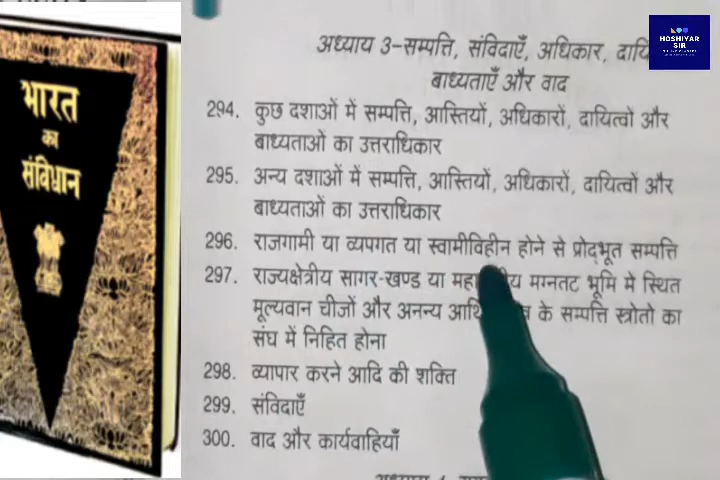 भारत
का
संविधान
HOSHIYAR
SIR
अध्याय 3-सम्पत्ति, संविदाएँ, अधिकार,
बाध्यताएँ और वाद
294. कुछ दशाओं में सम्पत्ति, आस्तियों, अधिकारों, दायित्वों और
बाध्यताओं का उत्तराधिकार
295. अन्य दशाओं में सम्पत्ति, आस्तियों, अधिकारों, दायित्वों और
बाध्यताओं का उत्तराधिकार
296. राजगामी या व्यपगत या स्वामीविहीन होने से प्रोद्भूत सम्पत्ति
297. राज्यक्षेत्रीय सागर-खण्ड या मग्नतट भूमि मे स्थित
मूल्यवान चीजों और अनन्य के सम्पत्ति स्त्रोतो का
संघ में निहित होना
298. व्यापार करने आदि की शक्ति
299. संविदाएँ
300. वाद और कार्यवाहियाँ